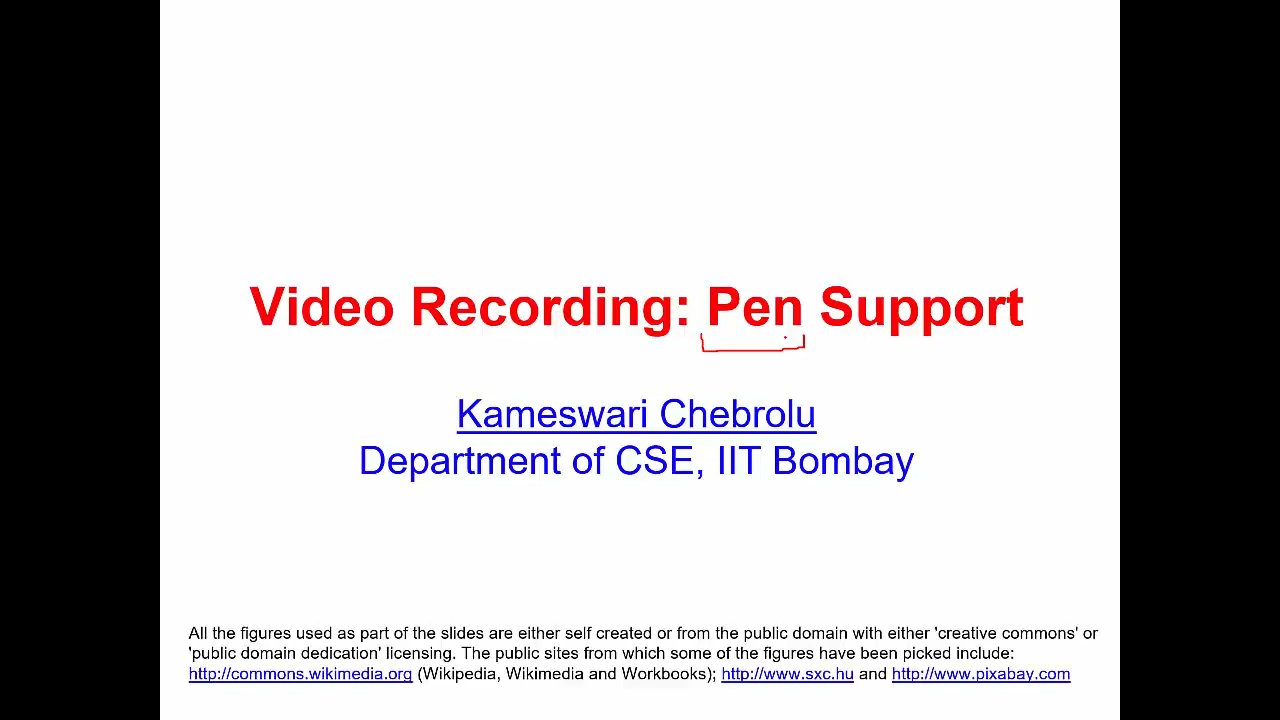 Video Recording: Pen Support
Kameswari Chebrolu
Department of CSE, IIT Bombay
All the figures used as part of the slides are either self created or from the public domain with either 'creative commons' or
'public domain dedication' licensing. The public sites from which some of the figures have been picked include:
http://commons.wikimedia.org (Wikipedia, Wikimedia and Workbooks); http://www.sxc.hu and http://www.pixabay.com